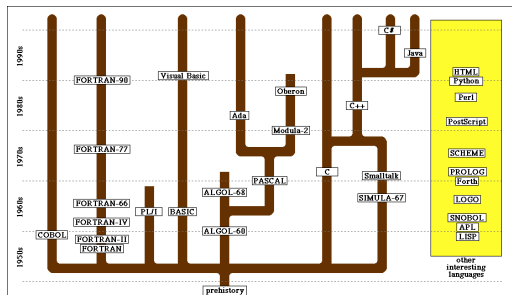 C#
1990s
Java
HTML
Visual Basic
FORTRAN-90
Python
Oberon
Perl
1980s
C++
Ada
PostScript
Modula-2
FORTRAN-77
SCHEME
1970s
C
PROLOG
Smalltalk
PASCAL
Forth
ALGOL-68
SIMULA-67
LOGO
FORTRAN-66
1960s
PL/I
BASIC
SNOBOL
FORTRAN-IV
APL
ALGOL-60
COBOL
LISP
FORTRAN-II
FORTRAN
1950s
other
interesting
languages
prehistory